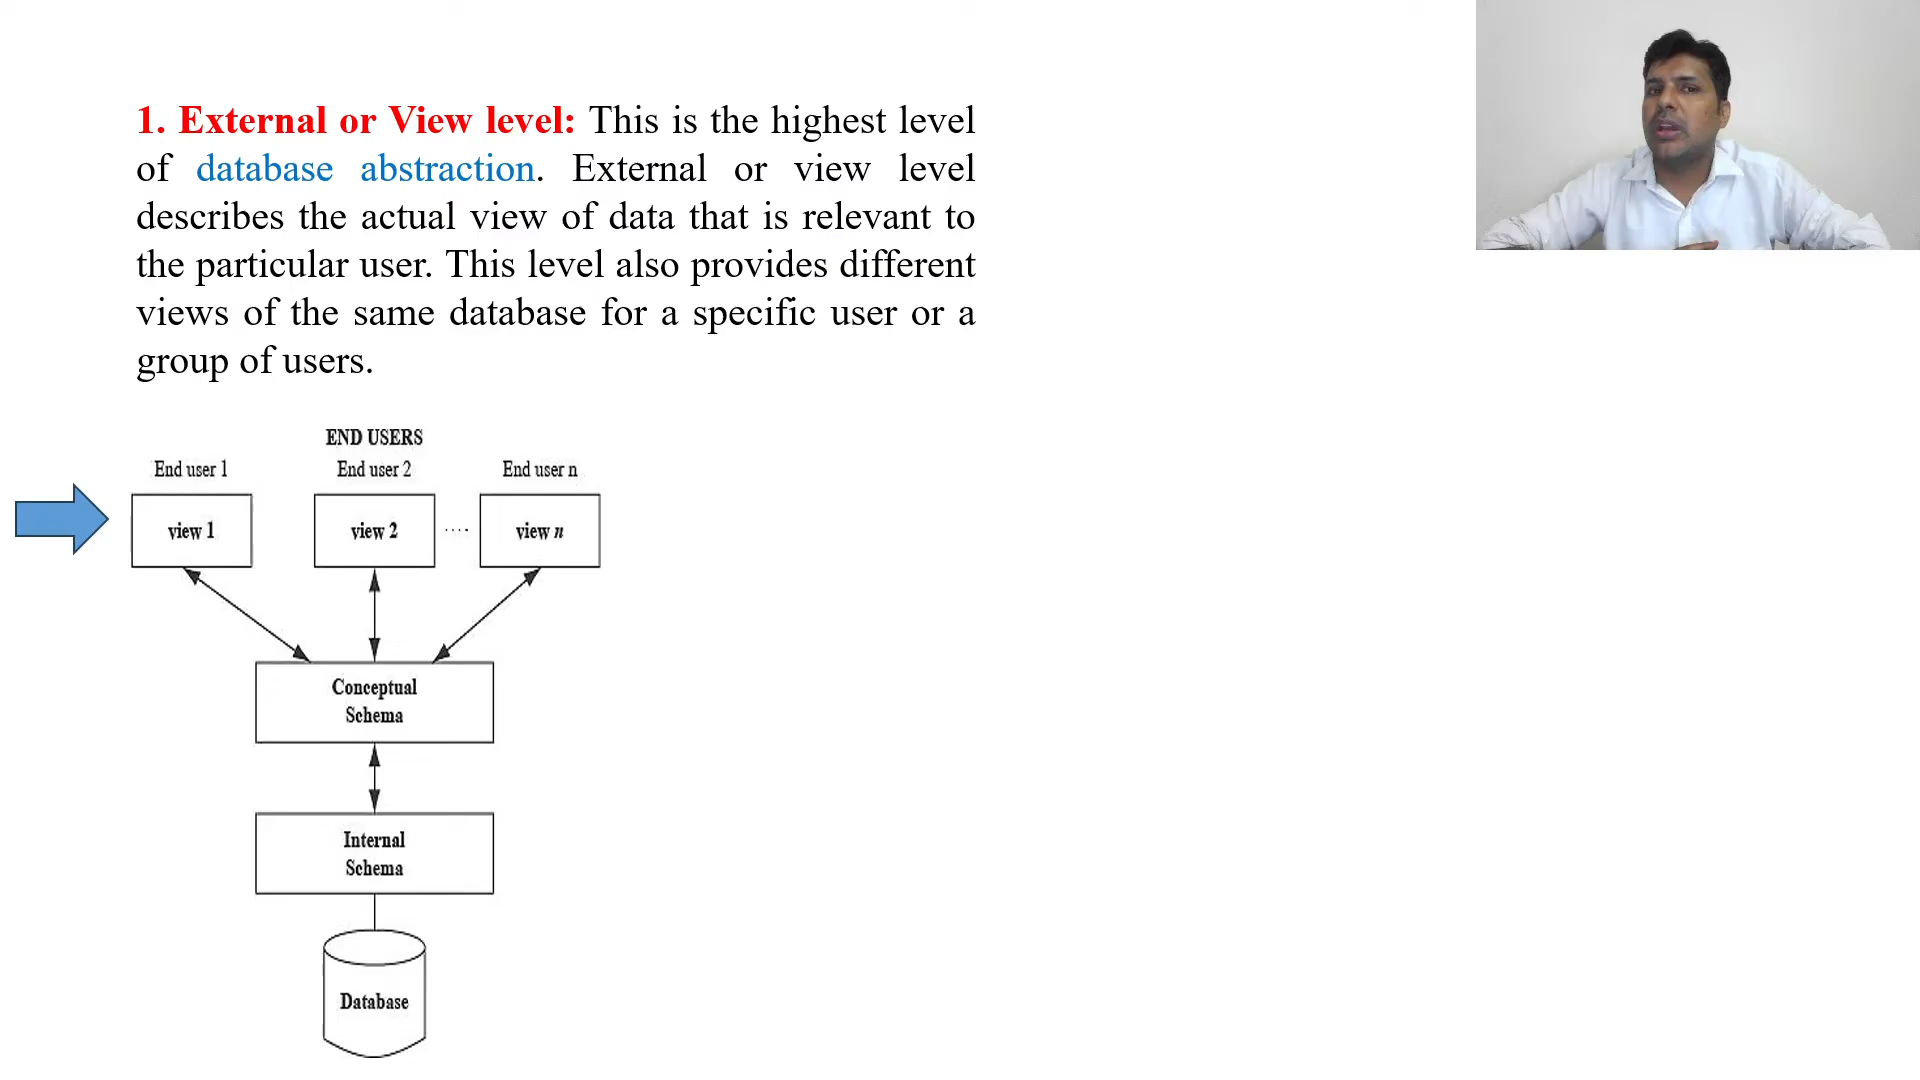 1. External or View level: This is the highest level
of database abstraction. External or view level
describes the actual view of data that is relevant to
the particular user. This level also provides different
views of the same database for a specific user or a
group of users.
END USERS
End user 1 End user 2 End user n
view 1 view 2 .... view n
Conceptual
Schema
Internal
Schema
Database